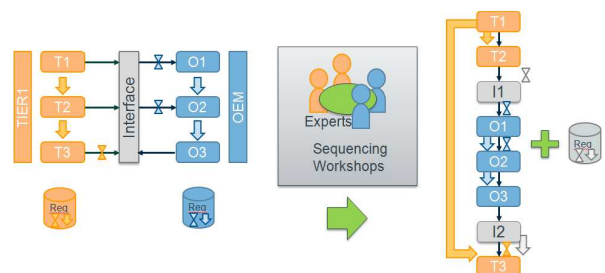 TIER1
T1
T2
T3
Interface
O1
O2
O3
OEM
Req
Req
Experts
Sequencing
Workshops
T1
T2
I1
O1
O2
O3
I2
T3
Req